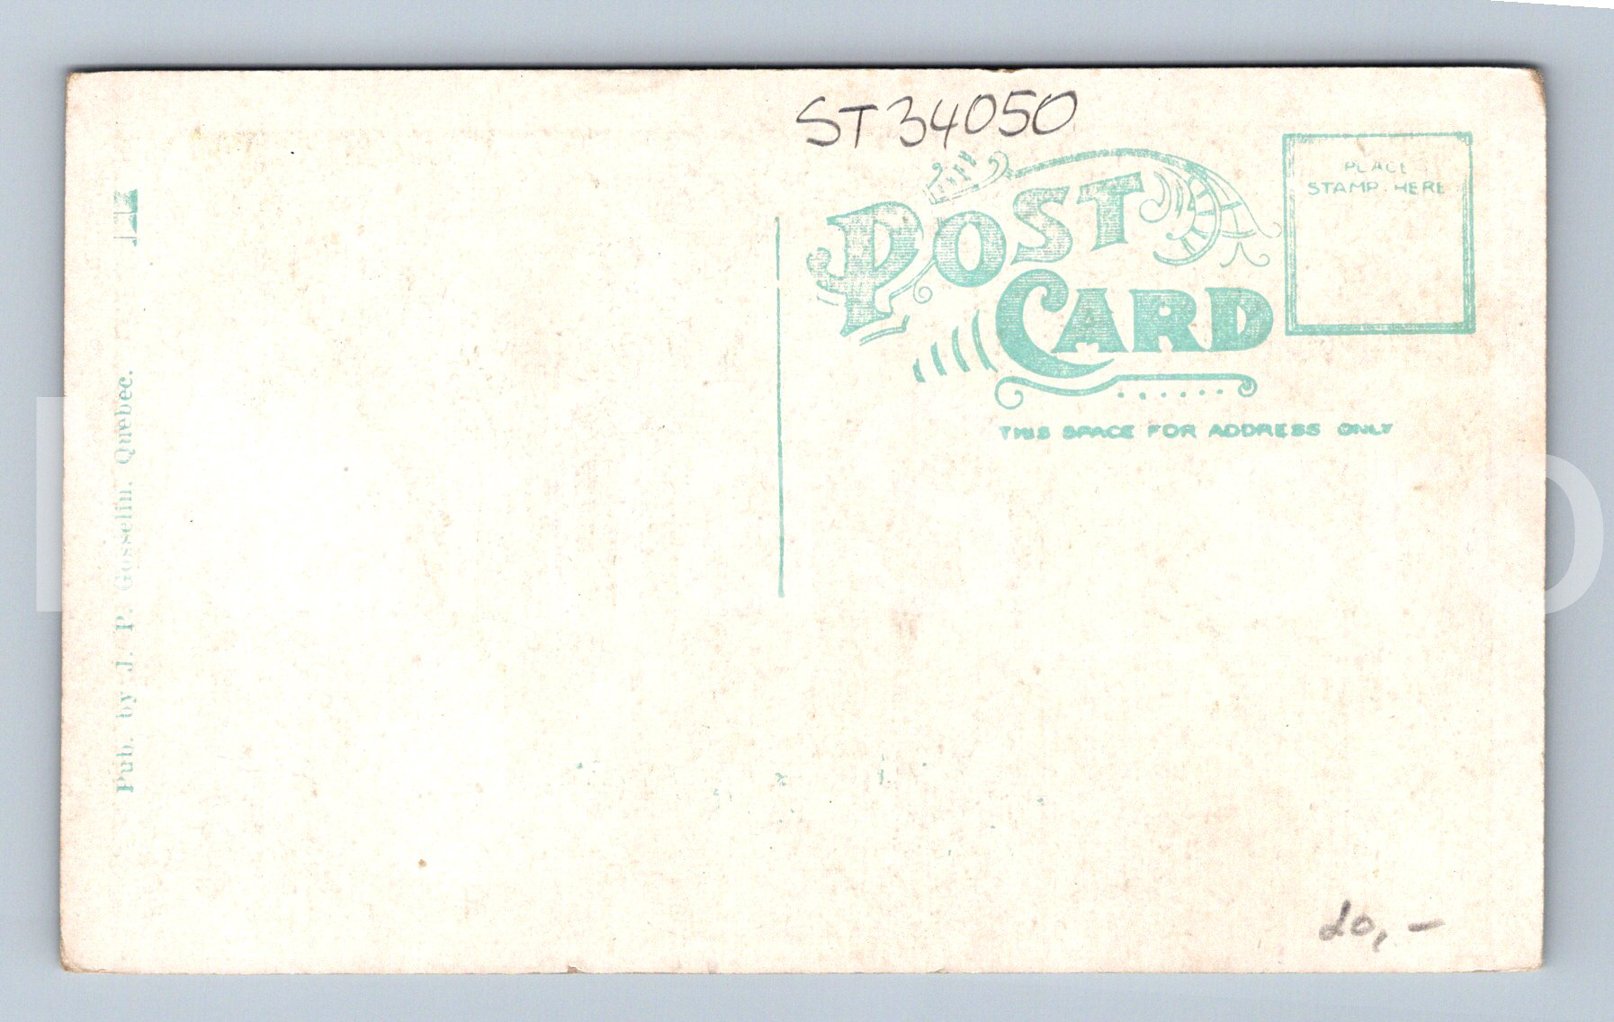 ST34050
POST
CARD
PLACE
STAMP HERE
THIS SPACE FOR ADDRESS ONLY
Pub. by J. P. Gosselin, Quebec.
20,-